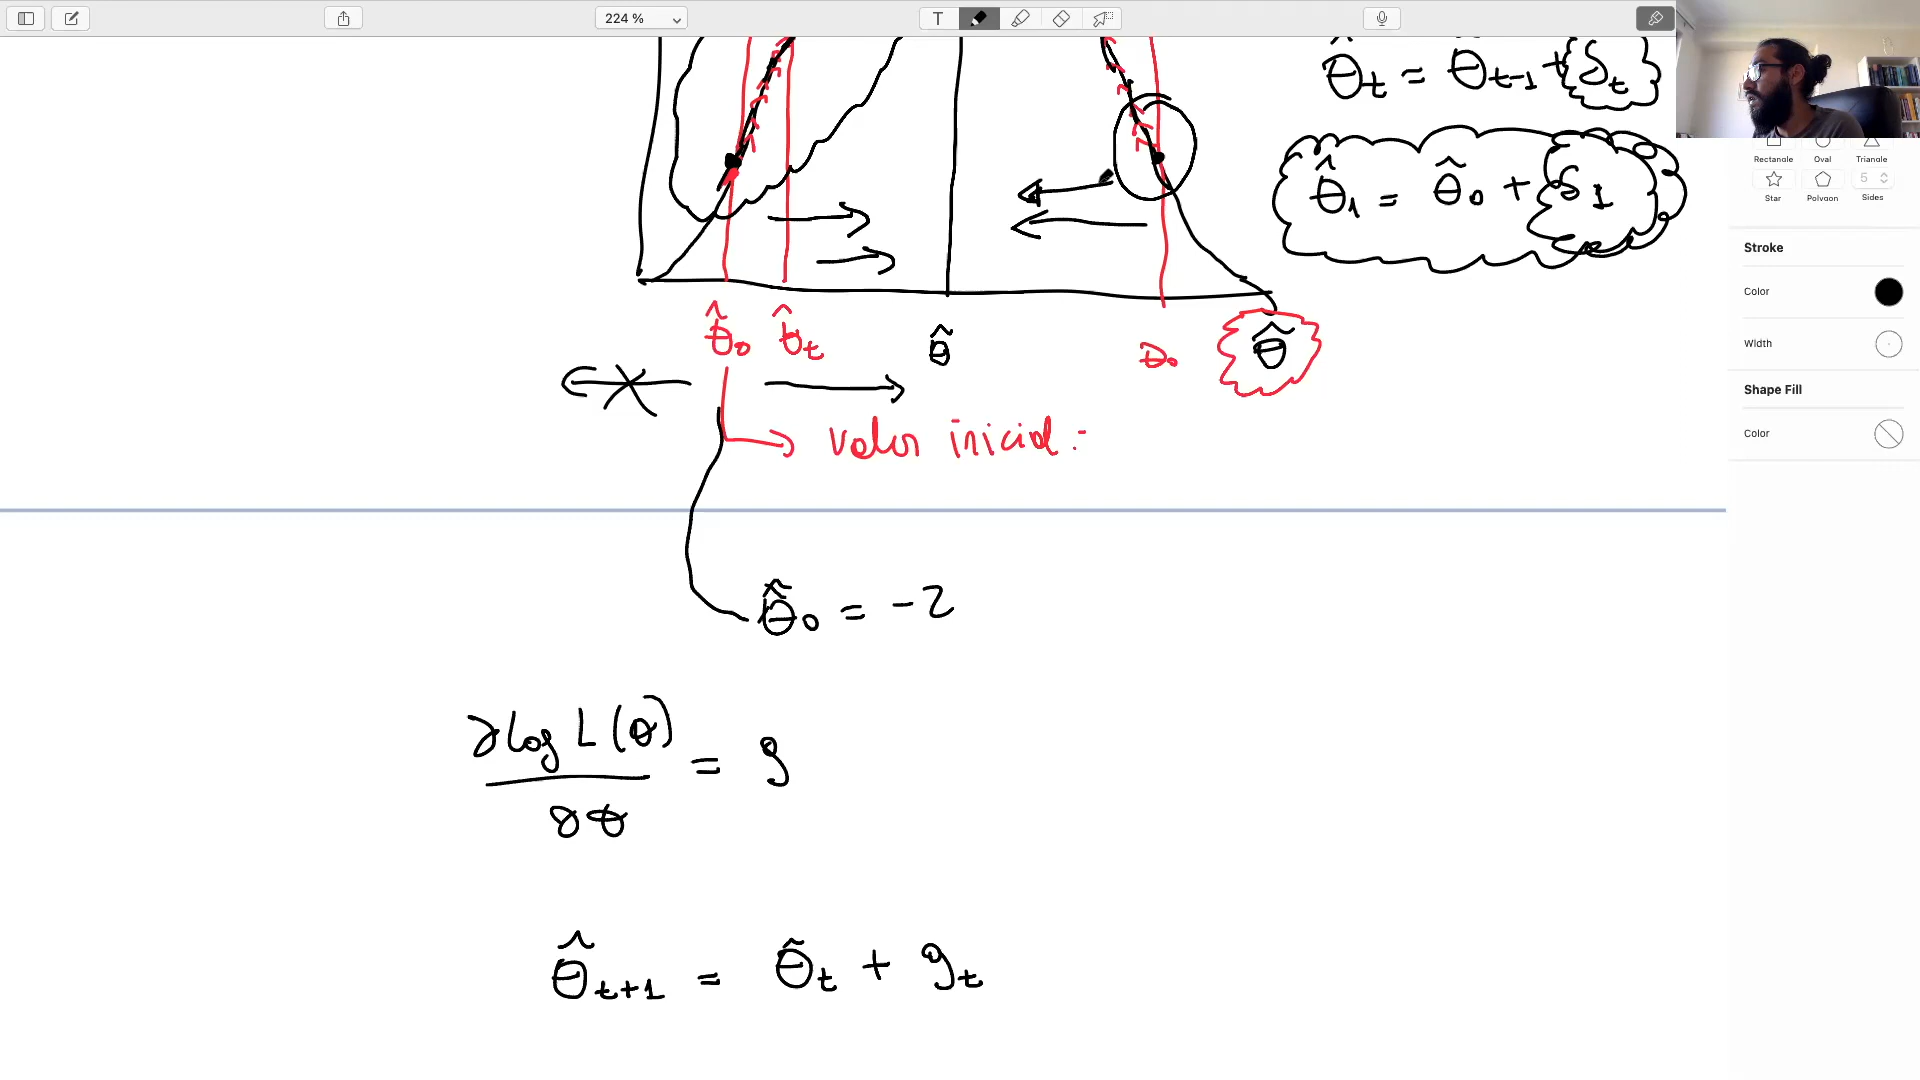 224 %
θ̂t = θ̂t-1 + δt
Rectangle Oval Triangle
θ̂1 = θ̂0 + δ1
5
Star Polygon Sides
Stroke
Color
Width
Shape Fill
Color
θ̂0 θ̂t θ̂ θ0 θ̂
valor inicial :
θ̂0 = -2
∂log L(θ)
= g
∂θ
θ̂t+1 = θ̂t + gt